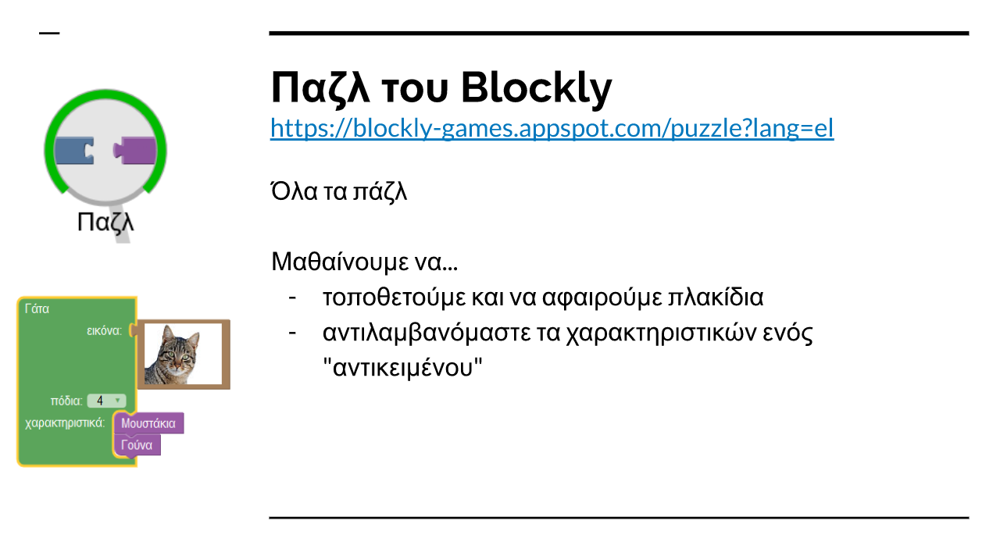 Παζλ του Blockly
https://blockly-games.appspot.com/puzzle?lang=el
Όλα τα πάζλ
Μαθαίνουμε να...
- τοποθετούμε και να αφαιρούμε πλακίδια
- αντιλαμβανόμαστε τα χαρακτηριστικών ενός
"αντικειμένου"
Παζλ
Γάτα
εικόνα:
πόδια: 4
χαρακτηριστικά: Μουστάκια
Γούνα